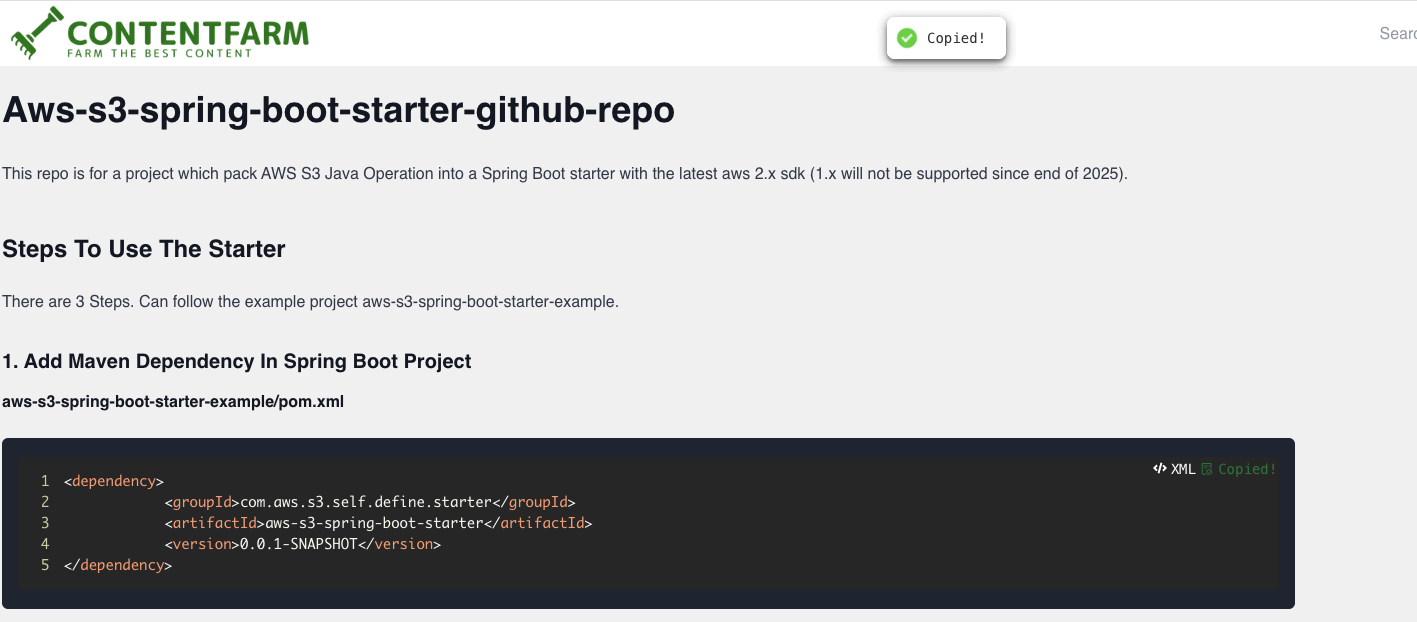 CONTENTFARM
FARM THE BEST CONTENT
Copied!
Searc
Aws-s3-spring-boot-starter-github-repo
This repo is for a project which pack AWS S3 Java Operation into a Spring Boot starter with the latest aws 2.x sdk (1.x will not be supported since end of 2025).
Steps To Use The Starter
There are 3 Steps. Can follow the example project aws-s3-spring-boot-starter-example.
1. Add Maven Dependency In Spring Boot Project
aws-s3-spring-boot-starter-example/pom.xml
</> XML Copied!
1 <dependency>
2 <groupId>com.aws.s3.self.define.starter</groupId>
3 <artifactId>aws-s3-spring-boot-starter</artifactId>
4 <version>0.0.1-SNAPSHOT</version>
5 </dependency>